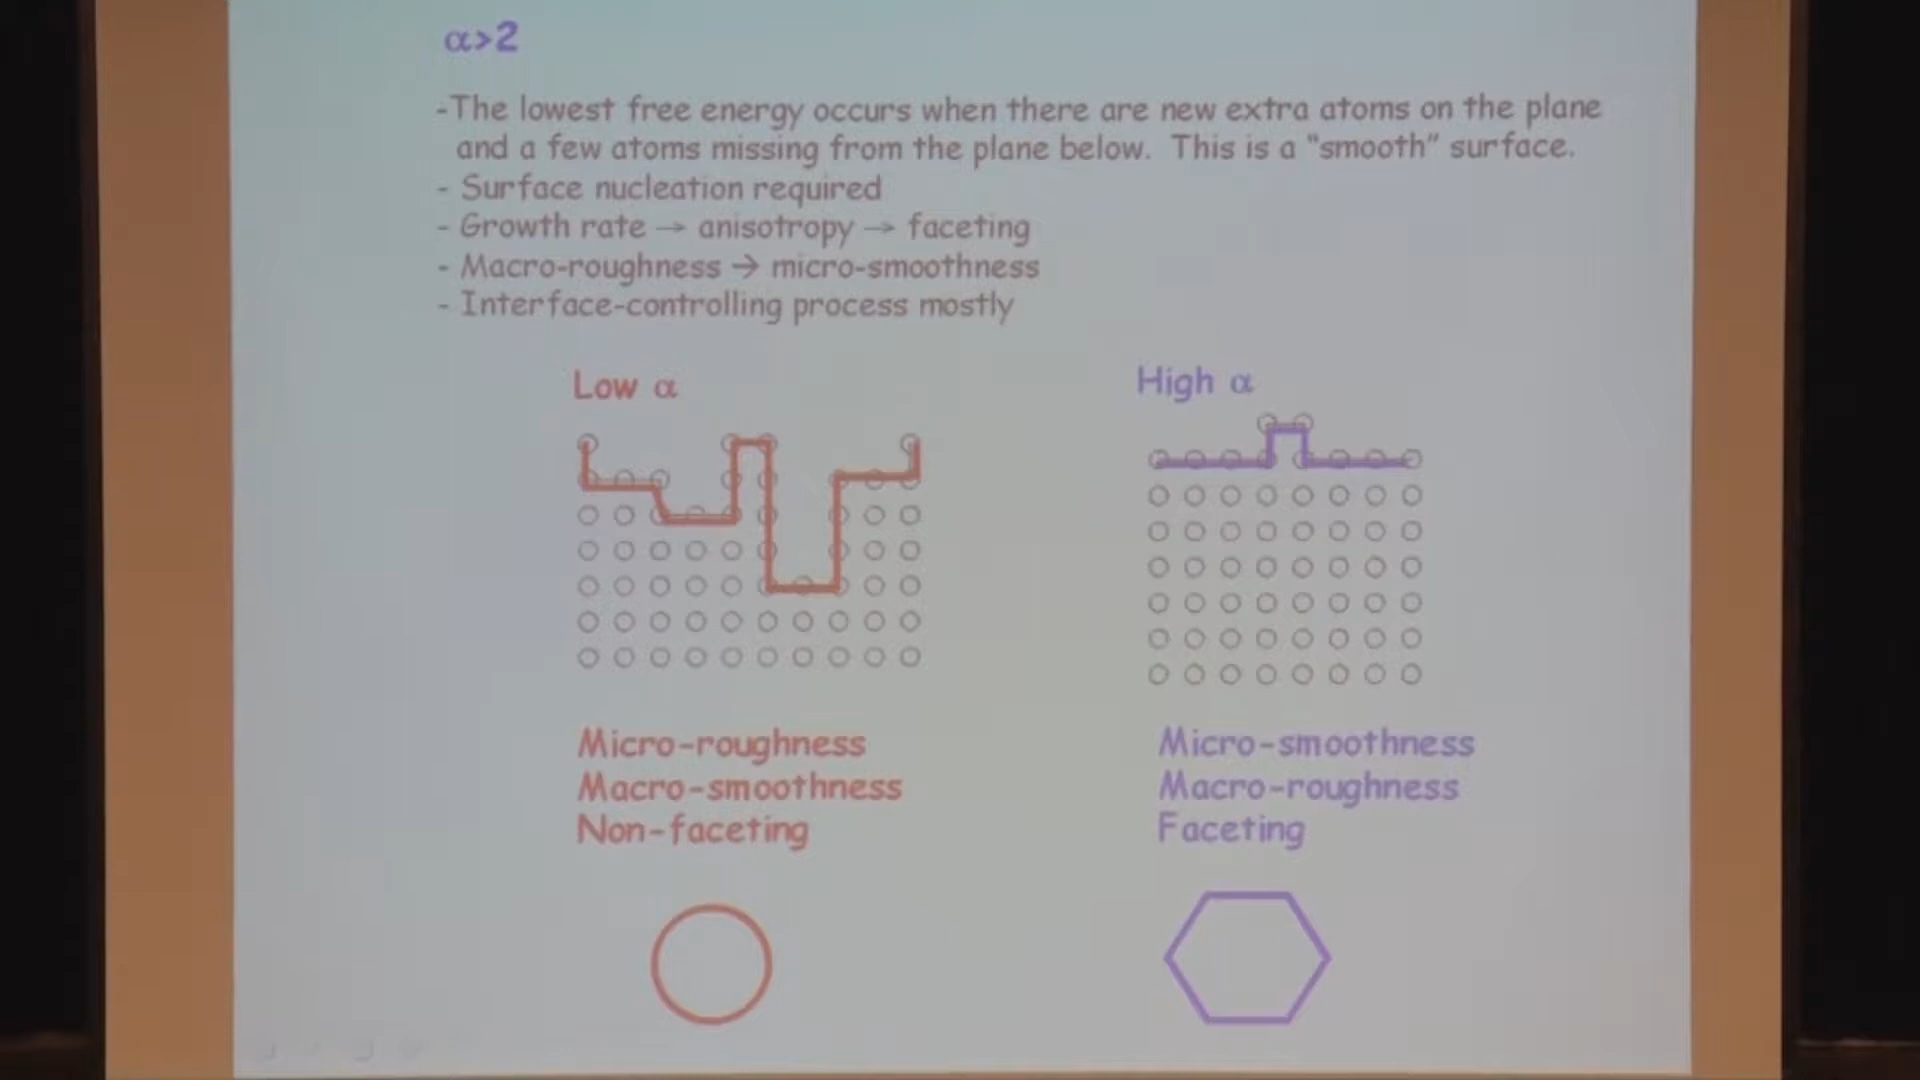 α>2
-The lowest free energy occurs when there are new extra atoms on the plane
and a few atoms missing from the plane below. This is a “smooth” surface.
- Surface nucleation required
- Growth rate → anisotropy → faceting
- Macro-roughness → micro-smoothness
- Interface-controlling process mostly
Low α
High α
Micro-roughness
Macro-smoothness
Non-faceting
Micro-smoothness
Macro-roughness
Faceting